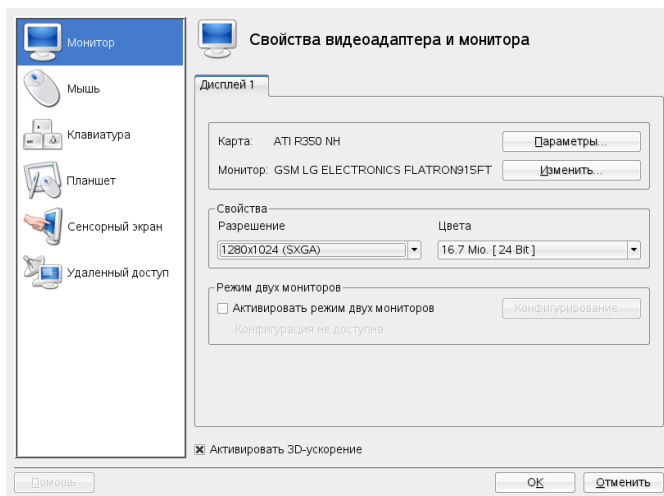 Монитор
Мышь
Клавиатура
Планшет
Сенсорный экран
Удаленный доступ
Свойства видеоадаптера и монитора
Дисплей 1
Карта: ATI R350 NH
Параметры...
Монитор: GSM LG ELECTRONICS FLATRON915FT
Изменить...
Свойства
Разрешение Цвета
1280x1024 (SXGA) 16.7 Mio. [ 24 Bit ]
Режим двух мониторов
Активировать режим двух мониторов
Конфигурирование...
Конфигурация не доступна
Активировать 3D-ускорение
Помощь OK Отменить